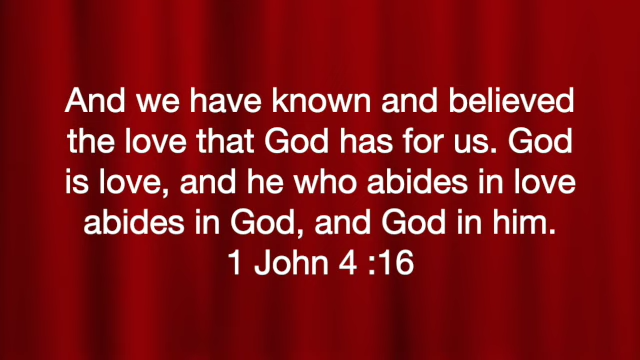 And we have known and believed
the love that God has for us. God
is love, and he who abides in love
abides in God, and God in him.
1 John 4 :16